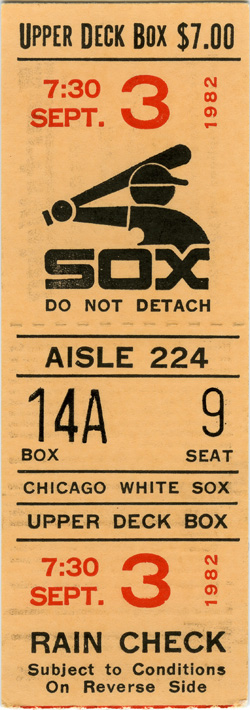 UPPER DECK BOX $7.00
7:30
SEPT. 3 1982
SOX
DO NOT DETACH
AISLE 224
14A 9
BOX SEAT
CHICAGO WHITE SOX
UPPER DECK BOX
7:30
SEPT. 3 1982
RAIN CHECK
Subject to Conditions
On Reverse Side